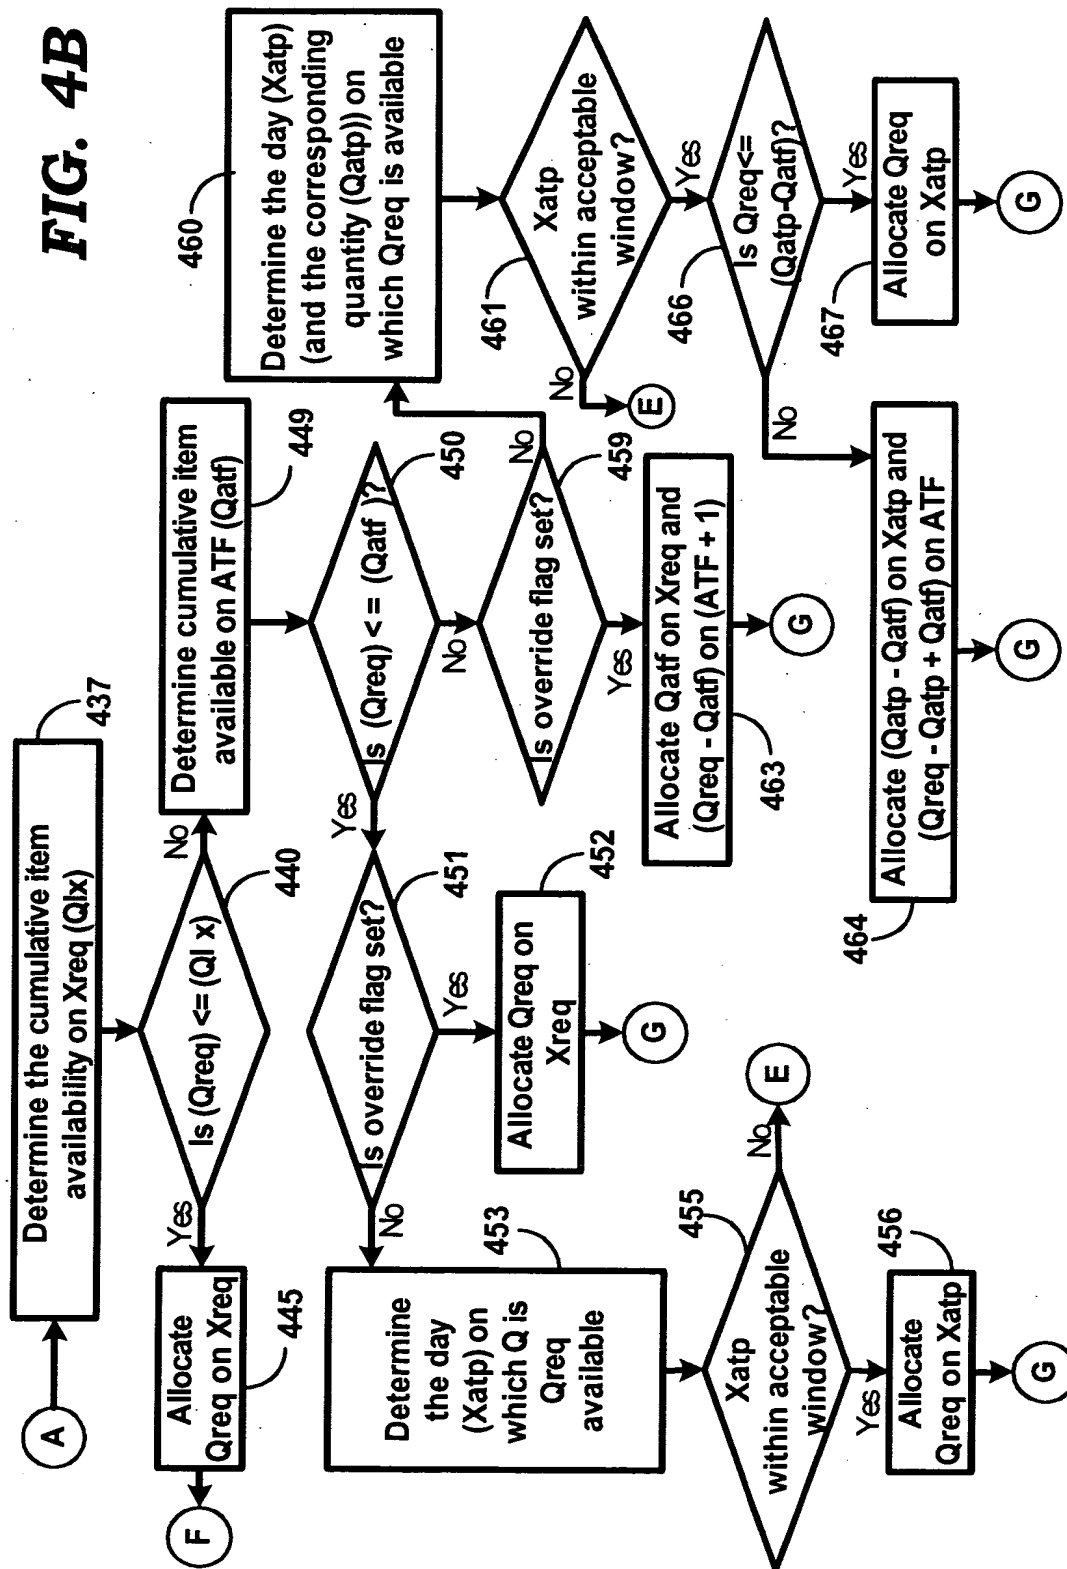 FIG. 4B
A
Determine the cumulative item
availability on Xreq (QIx)
437
Is (Qreq) <= (QI x)
440
Yes
No
Allocate
Qreq on Xreq
445
F
Determine cumulative item
available on ATF (Qatf)
449
Is (Qreq) < = (Qatf )?
450
Yes
No
Is override flag set?
451
Yes
No
Allocate Qreq on
Xreq
452
G
Determine
the day
(Xatp) on
which Q is
Qreq
available
453
Xatp
within acceptable
window?
455
No
E
Yes
Allocate
Qreq on Xatp
456
G
Is override flag set?
459
No
Yes
Allocate Qatf on Xreq and
(Qreq - Qatf) on (ATF + 1)
463
G
Determine the day (Xatp)
(and the corresponding
quantity (Qatp)) on
which Qreq is available
460
Xatp
within acceptable
window?
461
No
E
Yes
Is Qreq<=
(Qatp-Qatf)?
466
Yes
No
Allocate Qreq
on Xatp
467
G
Allocate (Qatp - Qatf) on Xatp and
(Qreq - Qatp + Qatf) on ATF
464
G